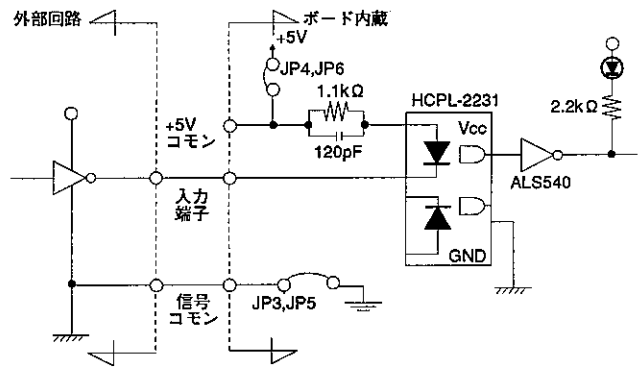 外部回路
ボード内蔵
+5V
JP4,JP6
1.1kΩ
120pF
HCPL-2231
Vcc
GND
2.2kΩ
ALS540
+5V
コモン
入力
端子
信号
コモン
JP3,JP5